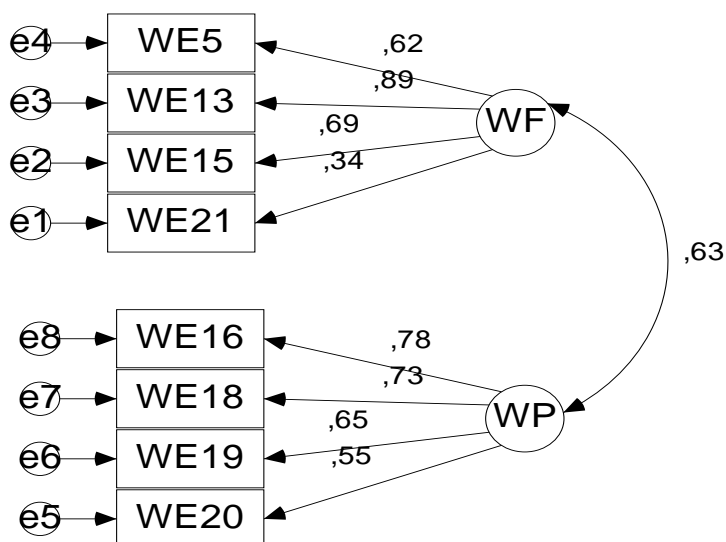 e4 WE5 ,62
e3 WE13 ,89 WF
e2 WE15 ,69
e1 WE21 ,34
,63
e8 WE16 ,78
e7 WE18 ,73
e6 WE19 ,65 WP
e5 WE20 ,55